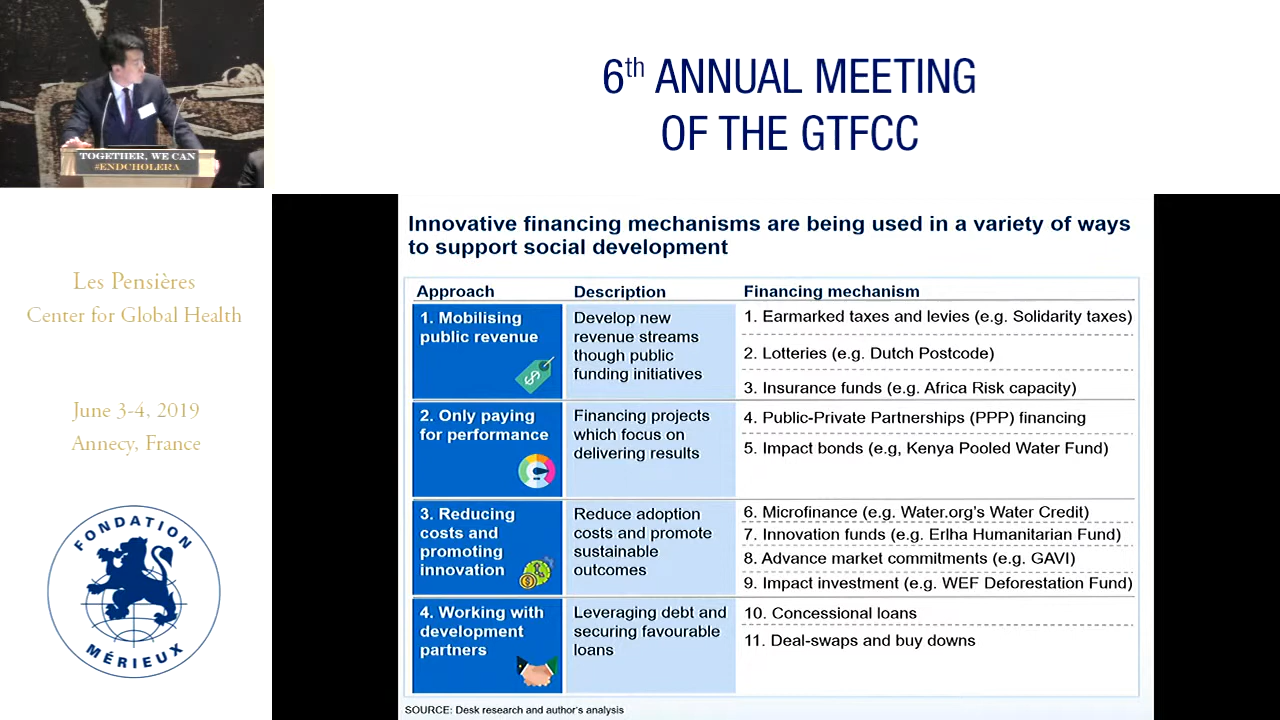 6th ANNUAL MEETING
OF THE GTFCC
TOGETHER, WE CAN
#ENDCHOLERA
Les Pensières
Center for Global Health
June 3-4, 2019
Annecy, France
FONDATION
MÉRIEUX
Innovative financing mechanisms are being used in a variety of ways
to support social development
Approach
Description
Financing mechanism
1. Mobilising
public revenue
Develop new
revenue streams
though public
funding initiatives
1. Earmarked taxes and levies (e.g. Solidarity taxes)
2. Lotteries (e.g. Dutch Postcode)
3. Insurance funds (e.g. Africa Risk capacity)
2. Only paying
for performance
Financing projects
which focus on
delivering results
4. Public-Private Partnerships (PPP) financing
5. Impact bonds (e.g, Kenya Pooled Water Fund)
3. Reducing
costs and
promoting
innovation
Reduce adoption
costs and promote
sustainable
outcomes
6. Microfinance (e.g. Water.org's Water Credit)
7. Innovation funds (e.g. Erlha Humanitarian Fund)
8. Advance market commitments (e.g. GAVI)
9. Impact investment (e.g. WEF Deforestation Fund)
4. Working with
development
partners
Leveraging debt and
securing favourable
loans
10. Concessional loans
11. Deal-swaps and buy downs
SOURCE: Desk research and author's analysis